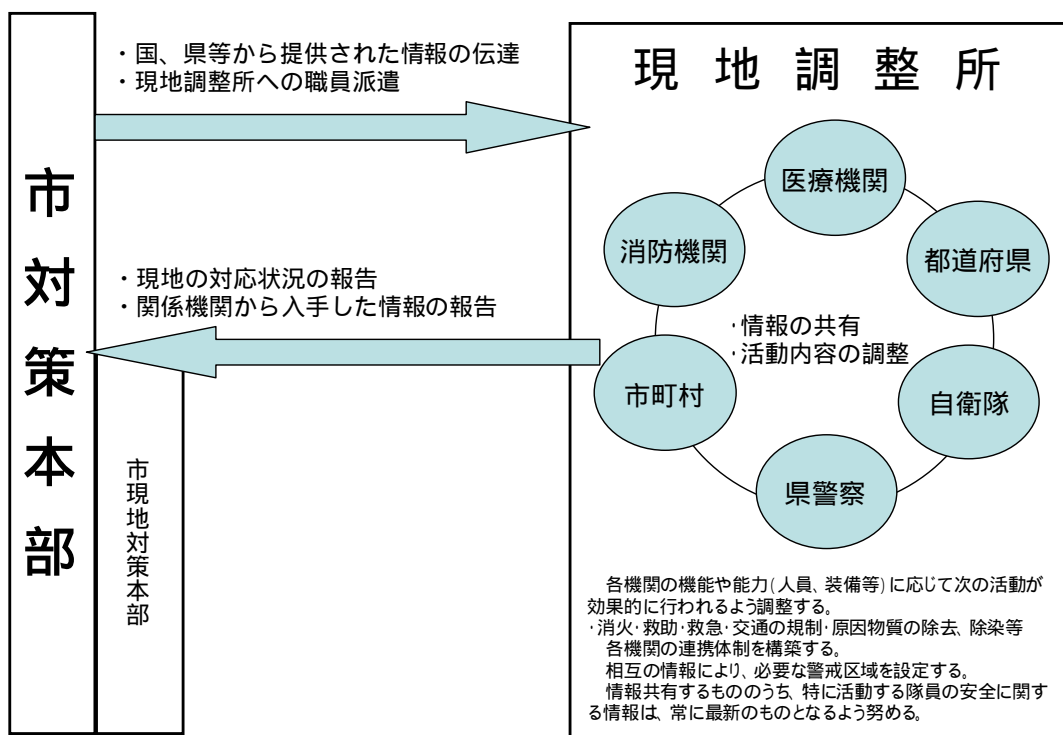 市対策本部
・国、県等から提供された情報の伝達
・現地調整所への職員派遣
・現地の対応状況の報告
・関係機関から入手した情報の報告
市現地対策本部
現地調整所
医療機関
消防機関
都道府県
・情報の共有
・活動内容の調整
市町村
自衛隊
県警察
各機関の機能や能力(人員、装備等)に応じて次の活動が
効果的に行われるよう調整する。
・消火・救助・救急・交通の規制・原因物質の除去、除染等
各機関の連携体制を構築する。
相互の情報により、必要な警戒区域を設定する。
情報共有するもののうち、特に活動する隊員の安全に関す
る情報は、常に最新のものとなるよう努める。